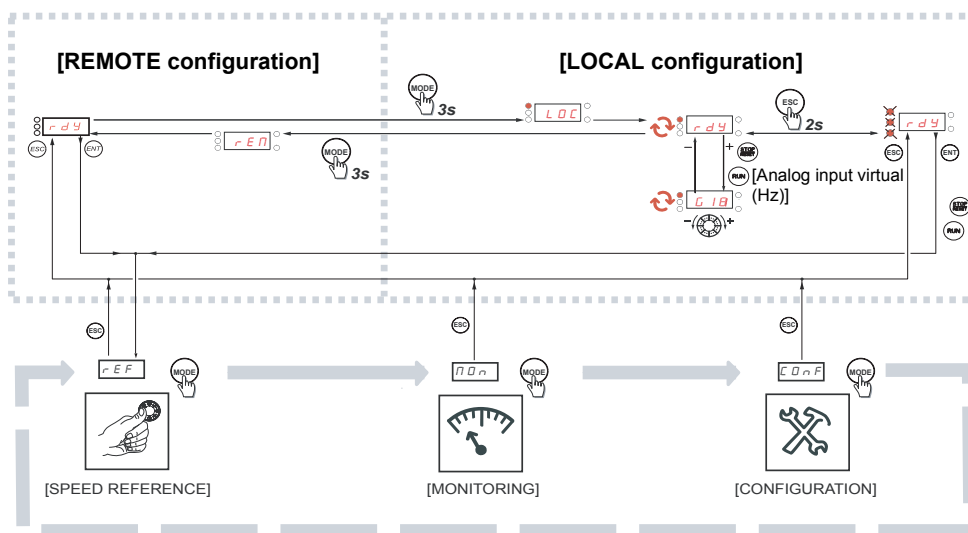 [REMOTE configuration]
[LOCAL configuration]
MODE
3s
LOC
ESC
2s
rdY
rEM
rdY
rdY
ESC
ENT
MODE
3s
STOP
RESET
ESC
ENT
RUN
[Analog input virtual
(Hz)]
AIU1
STOP
RESET
RUN
ESC
ESC
ESC
rEF
MODE
MOn
MODE
COnF
MODE
[SPEED REFERENCE]
[MONITORING]
[CONFIGURATION]